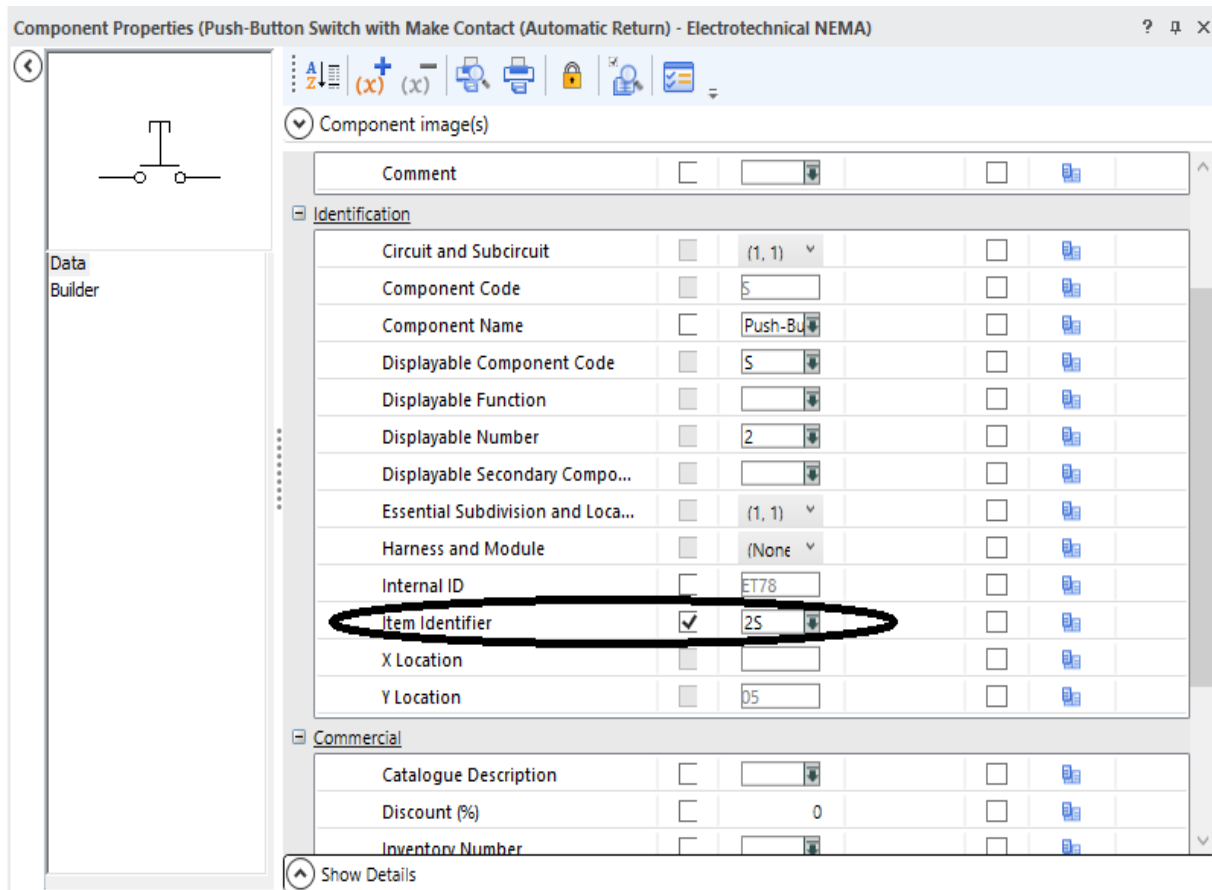 Component Properties (Push-Button Switch with Make Contact (Automatic Return) - Electrotechnical NEMA)
Component image(s)
Data
Builder
Comment
Identification
Circuit and Subcircuit (1, 1)
Component Code S
Component Name Push-Bu
Displayable Component Code S
Displayable Function
Displayable Number 2
Displayable Secondary Compo...
Essential Subdivision and Loca... (1, 1)
Harness and Module (None
Internal ID ET78
Item Identifier 2S
X Location
Y Location 05
Commercial
Catalogue Description
Discount (%) 0
Inventory Number
Show Details